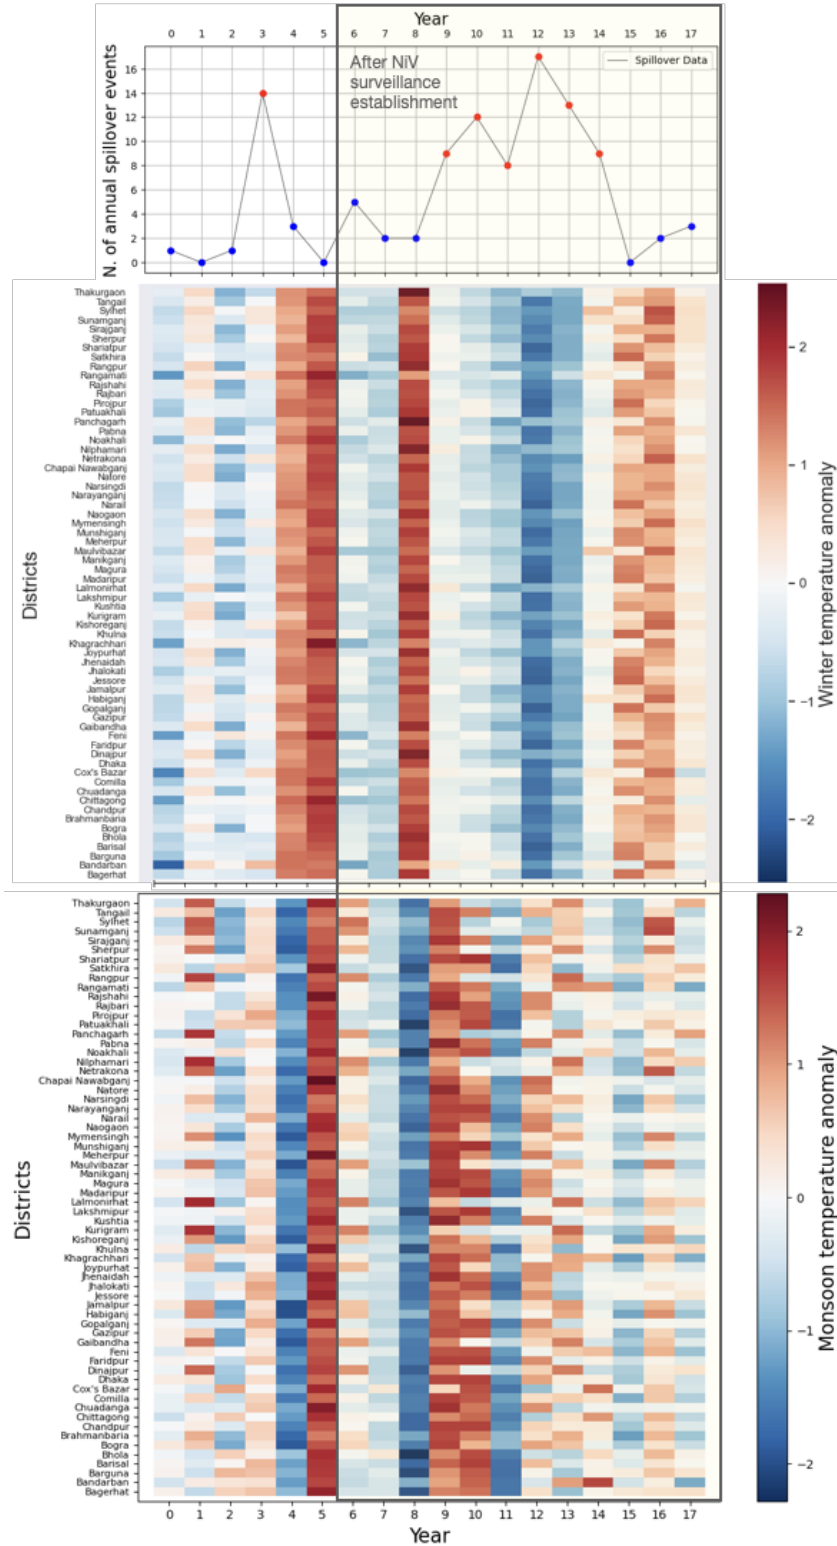 Year
0 1 2 3 4 5 6 7 8 9 10 11 12 13 14 15 16 17
N. of annual spillover events
16
14
12
10
8
6
4
2
0
After NiV
surveillance
establishment
Spillover Data
Districts
Thakurgaon
Tangail
Sylhet
Sunamganj
Sirajganj
Sherpur
Shariatpur
Satkhira
Rangpur
Rangamati
Rajshahi
Rajbari
Pirojpur
Patuakhali
Panchagarh
Pabna
Noakhali
Nilphamari
Netrakona
Chapai Nawabganj
Natore
Narsingdi
Narayanganj
Narail
Naogaon
Mymensingh
Munshiganj
Meherpur
Maulvibazar
Manikganj
Magura
Madaripur
Lalmonirhat
Lakshmipur
Kushtia
Kurigram
Kishoreganj
Khulna
Khagrachhari
Joypurhat
Jhenaidah
Jhalokati
Jessore
Jamalpur
Habiganj
Gopalganj
Gazipur
Gaibandha
Feni
Faridpur
Dinajpur
Dhaka
Cox's Bazar
Comilla
Chuadanga
Chittagong
Chandpur
Brahmanbaria
Bogra
Bhola
Barisal
Barguna
Bandarban
Bagerhat
2
1
0
−1
−2
Winter temperature anomaly
Districts
Thakurgaon
Tangail
Sylhet
Sunamganj
Sirajganj
Sherpur
Shariatpur
Satkhira
Rangpur
Rangamati
Rajshahi
Rajbari
Pirojpur
Patuakhali
Panchagarh
Pabna
Noakhali
Nilphamari
Netrakona
Chapai Nawabganj
Natore
Narsingdi
Narayanganj
Narail
Naogaon
Mymensingh
Munshiganj
Meherpur
Maulvibazar
Manikganj
Magura
Madaripur
Lalmonirhat
Lakshmipur
Kushtia
Kurigram
Kishoreganj
Khulna
Khagrachhari
Joypurhat
Jhenaidah
Jhalokati
Jessore
Jamalpur
Habiganj
Gopalganj
Gazipur
Gaibandha
Feni
Faridpur
Dinajpur
Dhaka
Cox's Bazar
Comilla
Chuadanga
Chittagong
Chandpur
Brahmanbaria
Bogra
Bhola
Barisal
Barguna
Bandarban
Bagerhat
2
1
0
−1
−2
Monsoon temperature anomaly
0 1 2 3 4 5 6 7 8 9 10 11 12 13 14 15 16 17
Year